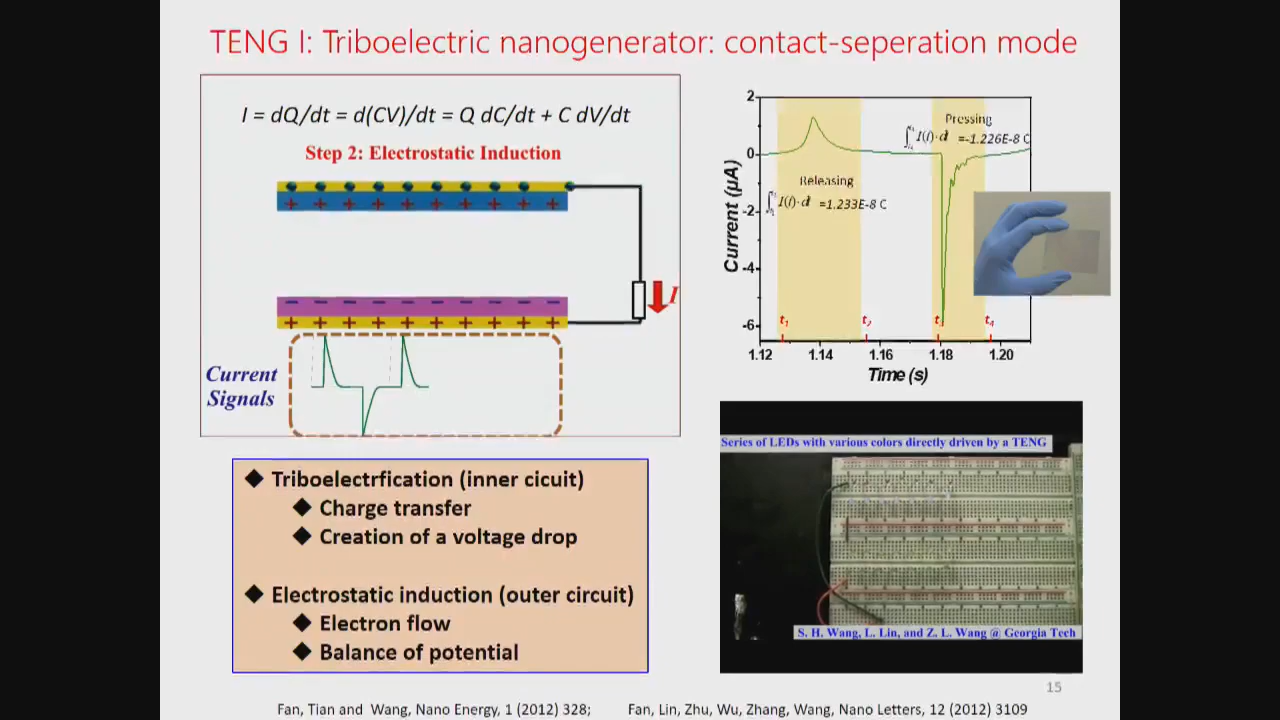 TENG I: Triboelectric nanogenerator: contact-seperation mode
I = dQ/dt = d(CV)/dt = Q dC/dt + C dV/dt
Step 2: Electrostatic Induction
+ + + + + + + + + +
I
− − − − − − − − − −
+ + + + + + + + + +
Current
Signals
Current (µA)
2
0
-2
-4
-6
Pressing
=-1.226E-8 C
Releasing
=1.233E-8 C
t1 t2 t3 t4
1.12 1.14 1.16 1.18 1.20
Time (s)
Series of LEDs with various colors directly driven by a TENG
S. H. Wang, L. Lin, and Z. L. Wang @ Georgia Tech
◆ Triboelectrfication (inner cicuit)
◆ Charge transfer
◆ Creation of a voltage drop
◆ Electrostatic induction (outer circuit)
◆ Electron flow
◆ Balance of potential
15
Fan, Tian and Wang, Nano Energy, 1 (2012) 328; Fan, Lin, Zhu, Wu, Zhang, Wang, Nano Letters, 12 (2012) 3109